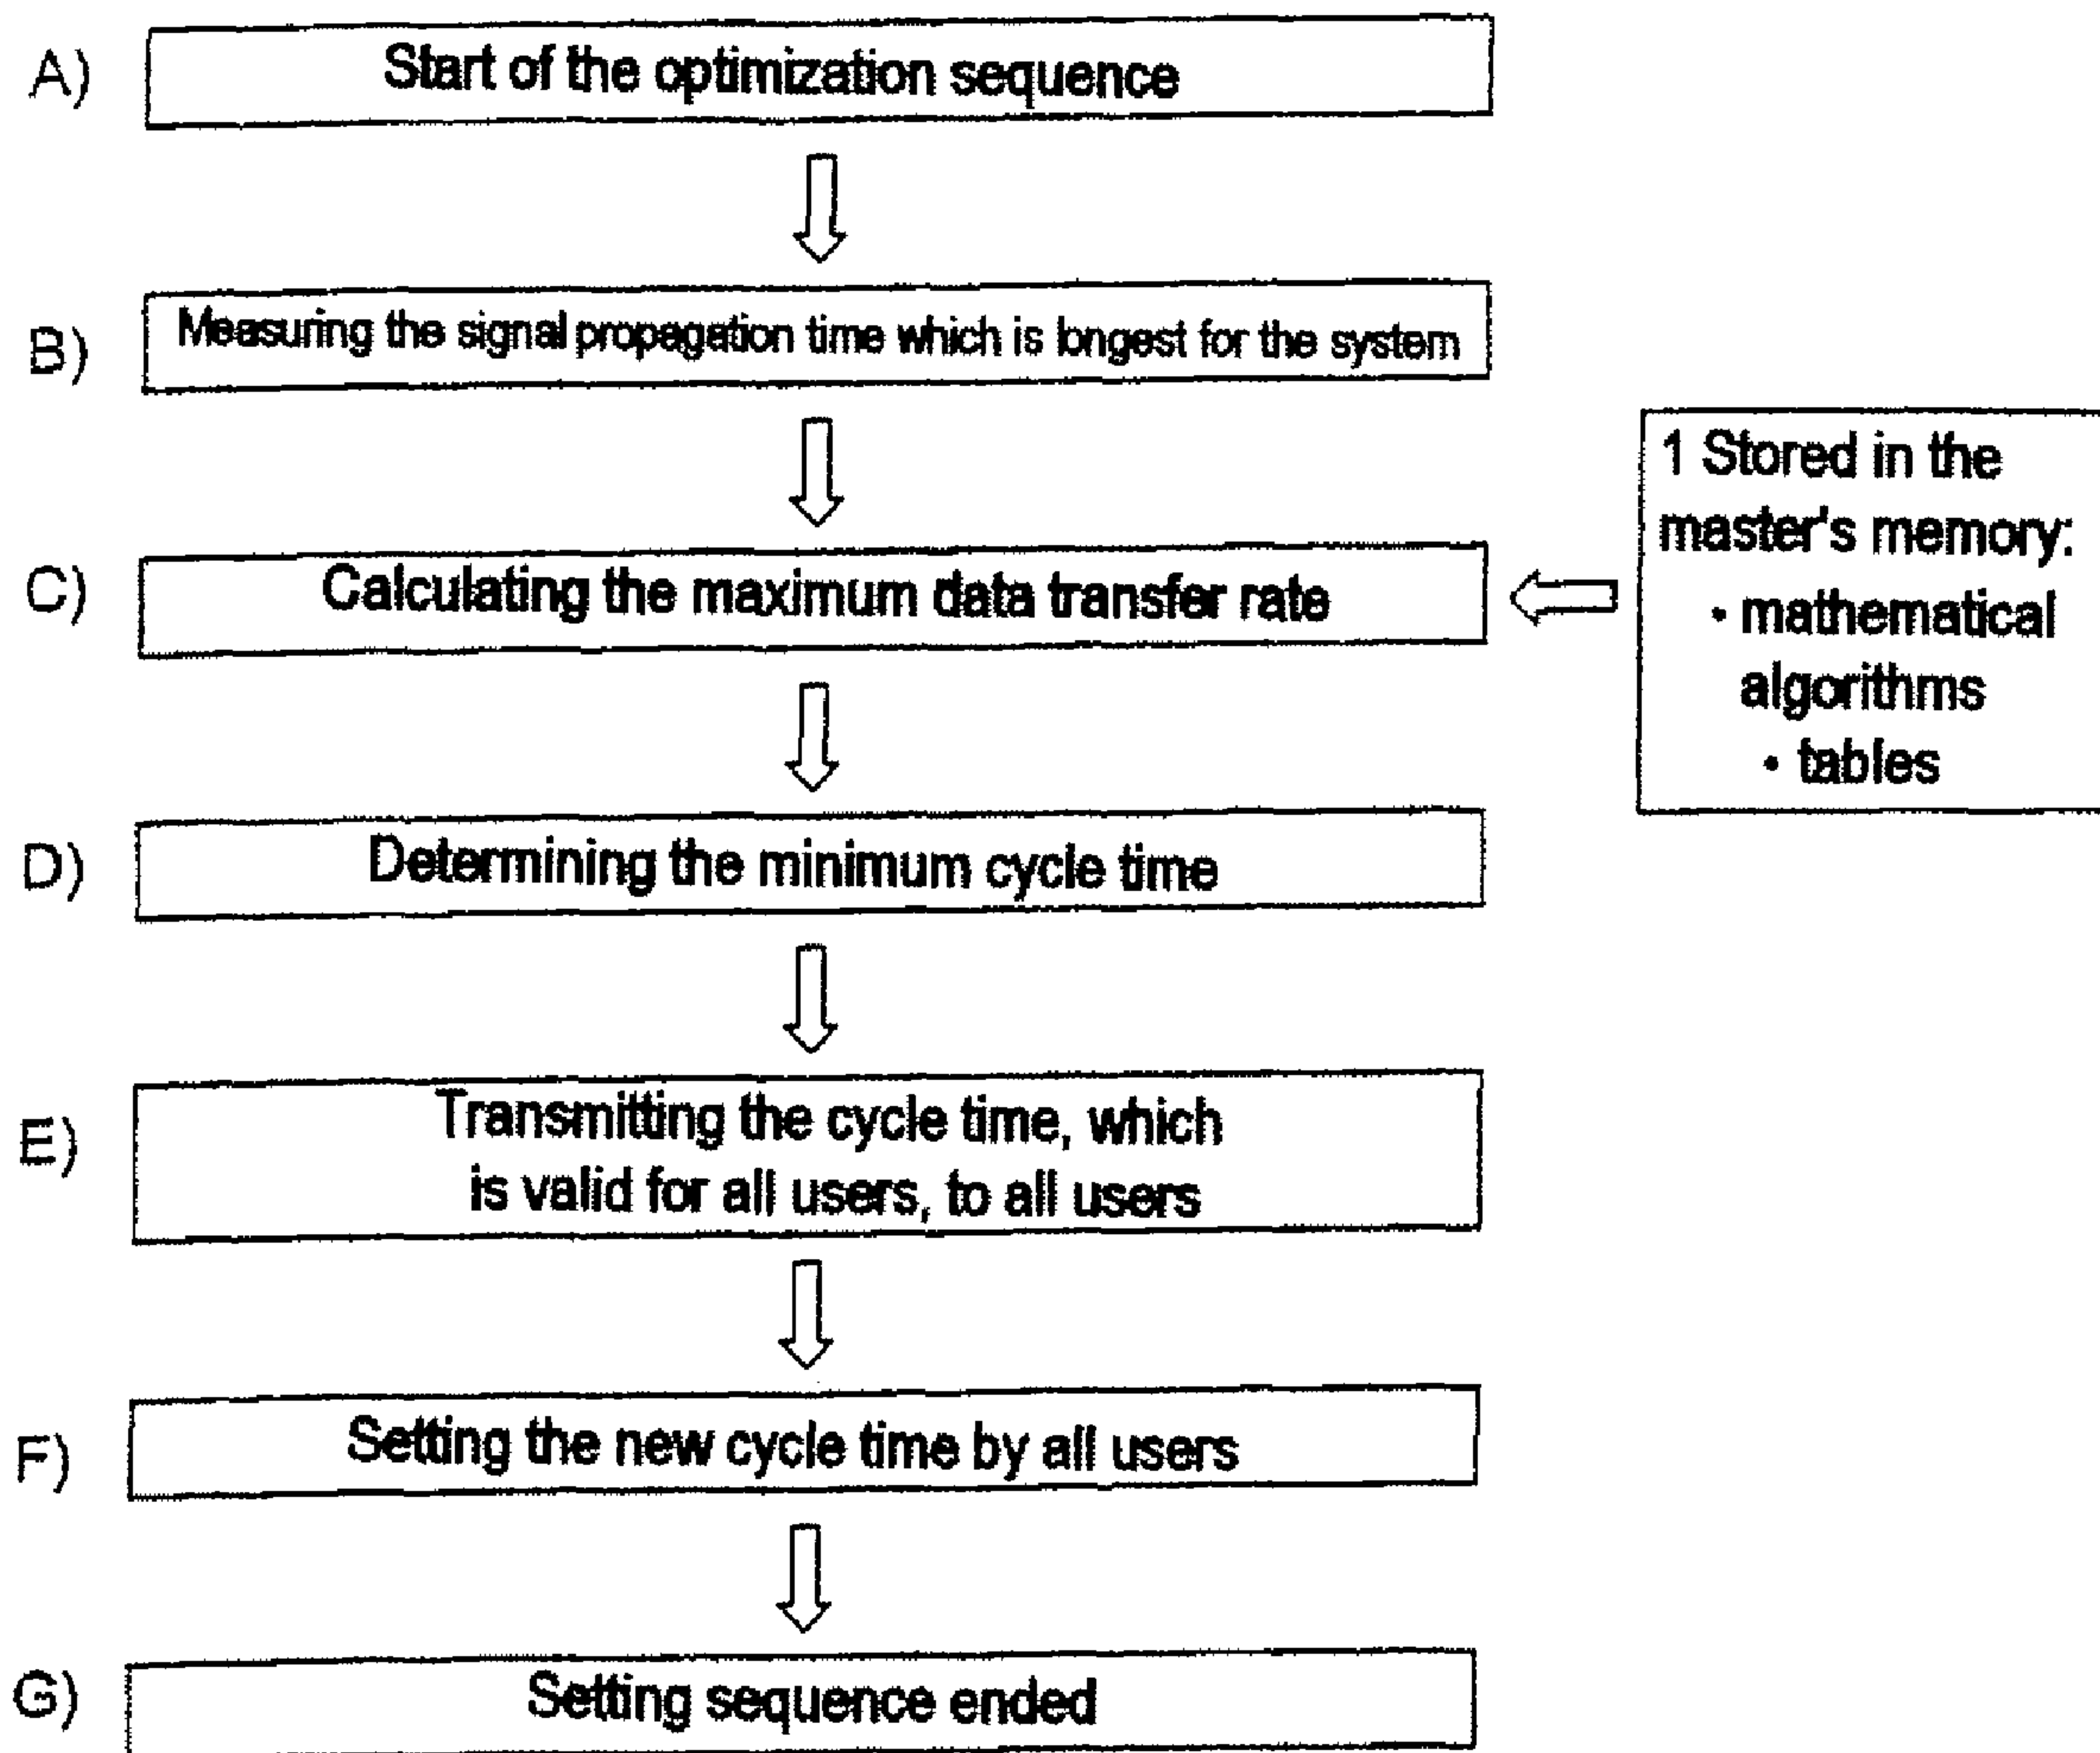 A) Start of the optimization sequence
B) Measuring the signal propagation time which is longest for the system
C) Calculating the maximum data transfer rate
1 Stored in the
master's memory:
• mathematical
algorithms
• tables
D) Determining the minimum cycle time
E) Transmitting the cycle time, which
is valid for all users, to all users
F) Setting the new cycle time by all users
G) Setting sequence ended